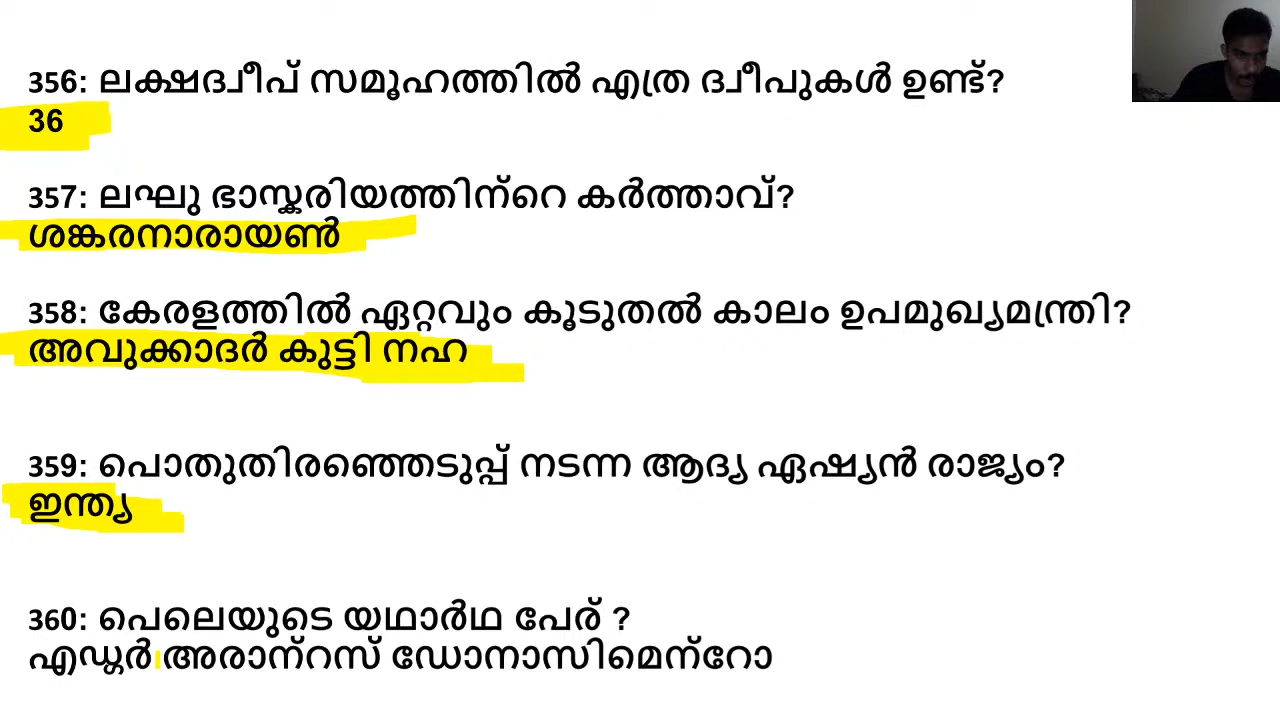 356: ലക്ഷദ്വീപ് സമൂഹത്തിൽ എത്ര ദ്വീപുകൾ ഉണ്ട്?
36
357: ലഘു ഭാസ്കരിയത്തിന്റെ കർത്താവ്?
ശങ്കരനാരായൺ
358: കേരളത്തിൽ ഏറ്റവും കൂടുതൽ കാലം ഉപമുഖ്യമന്ത്രി?
അവുക്കാദർ കുട്ടി നഹ
359: പൊതുതിരഞ്ഞെടുപ്പ് നടന്ന ആദ്യ ഏഷ്യൻ രാജ്യം?
ഇന്ത്യ
360: പെലെയുടെ യഥാർഥ പേര് ?
എഡ്ഗർ അരാന്റസ് ഡോനാസിമെന്റോ